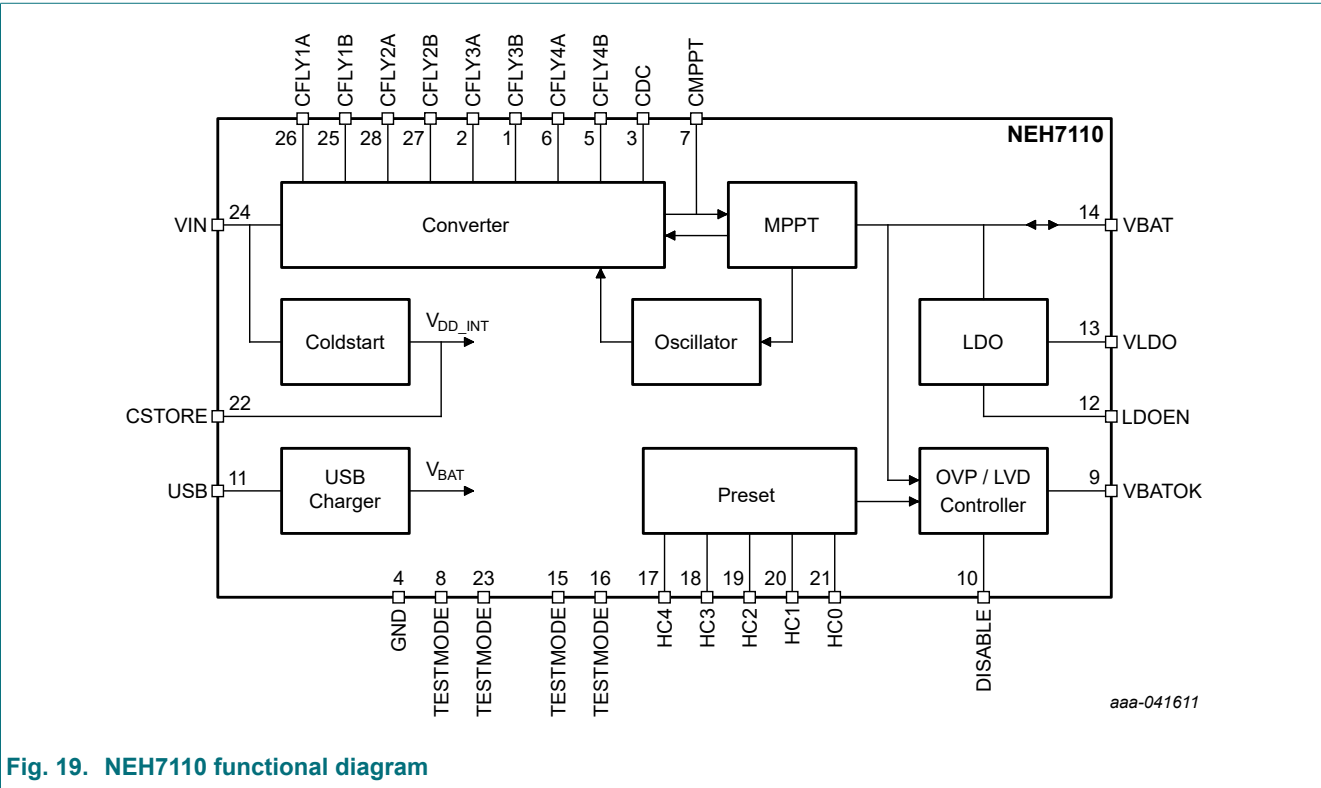 CFLY1A
CFLY1B
CFLY2A
CFLY2B
CFLY3A
CFLY3B
CFLY4A
CFLY4B
CDC
CMPPT
26 25 28 27 2 1 6 5 3 7
NEH7110
VIN 24
Converter
MPPT
14 VBAT
Coldstart
VDD_INT
Oscillator
LDO
13 VLDO
CSTORE 22
12 LDOEN
USB 11
USB
Charger
VBAT
Preset
OVP / LVD
Controller
9 VBATOK
4 8 23 15 16 17 18 19 20 21 10
GND
TESTMODE
TESTMODE
TESTMODE
TESTMODE
HC4
HC3
HC2
HC1
HC0
DISABLE
aaa-041611
Fig. 19. NEH7110 functional diagram